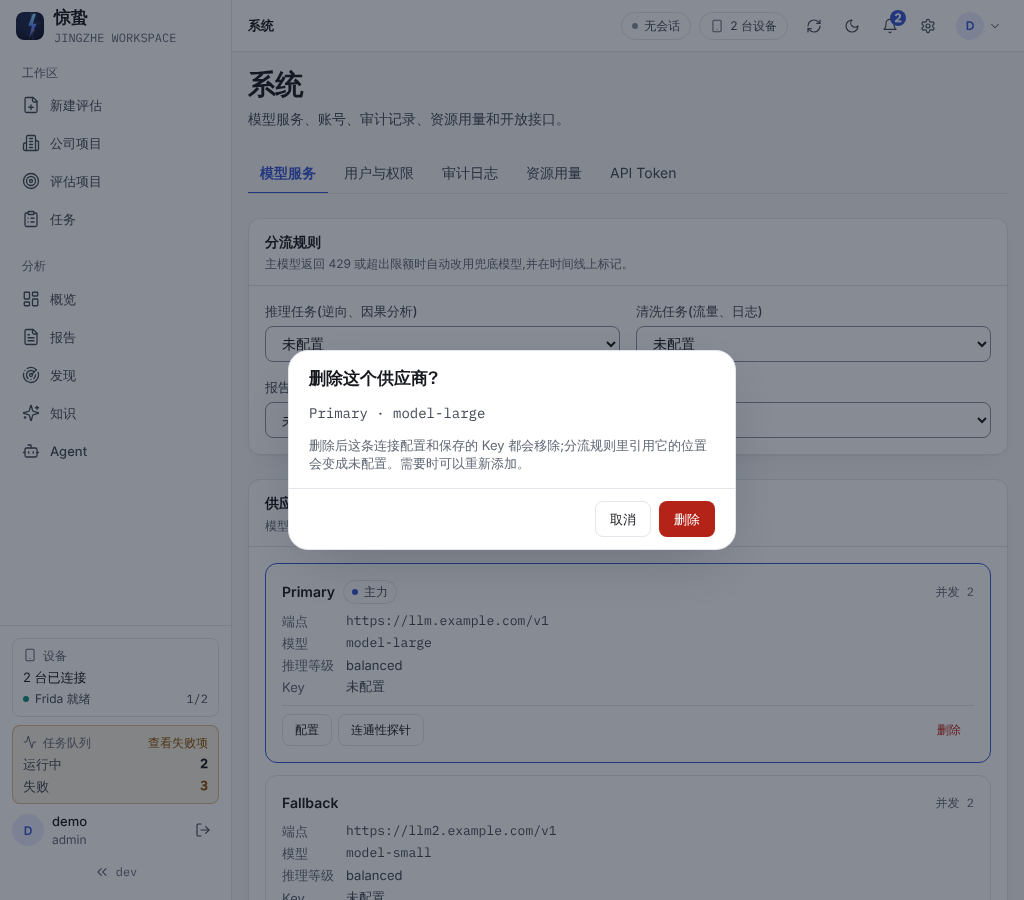 惊蛰
JINGZHE WORKSPACE
工作区
新建评估
公司项目
评估项目
任务
分析
概览
报告
发现
知识
Agent
设备
2 台已连接
Frida 就绪 1/2
任务队列 查看失败项
运行中 2
失败 3
D demo
admin
dev
系统 无会话 2 台设备 2 D
系统
模型服务、账号、审计记录、资源用量和开放接口。
模型服务 用户与权限 审计日志 资源用量 API Token
分流规则
主模型返回 429 或超出限额时自动改用兜底模型,并在时间线上标记。
推理任务(逆向、因果分析) 清洗任务(流量、日志)
未配置 未配置
报告
删除这个供应商?
Primary · model-large
删除后这条连接配置和保存的 Key 都会移除;分流规则里引用它的位置
会变成未配置。需要时可以重新添加。
取消 删除
供应
模型
Primary 主力 并发 2
端点 https://llm.example.com/v1
模型 model-large
推理等级 balanced
Key 未配置
配置 连通性探针 删除
Fallback 并发 2
端点 https://llm2.example.com/v1
模型 model-small
推理等级 balanced
Key 未配置